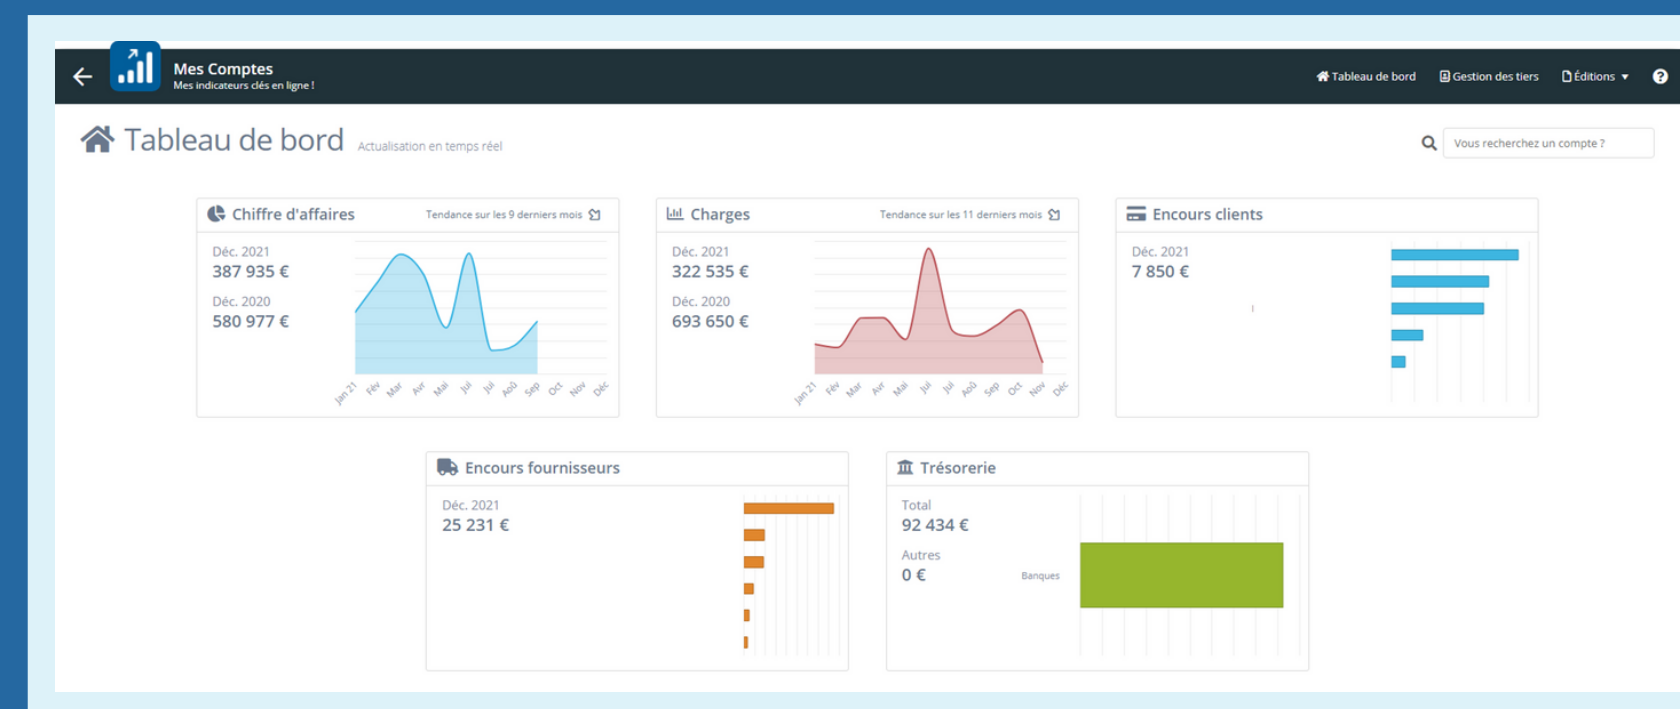 Mes Comptes
Mes indicateurs clés en ligne !
Tableau de bord
Gestion des tiers
Éditions
?
Tableau de bord
Actualisation en temps réel
Vous recherchez un compte ?
Chiffre d'affaires
Tendance sur les 9 derniers mois
Déc. 2021
387 935 €
Déc. 2020
580 977 €
Jan 21 Fév Mar Avr Mai Jui Jui Aoû Sep Oct Nov Déc
Charges
Tendance sur les 11 derniers mois
Déc. 2021
322 535 €
Déc. 2020
693 650 €
Jan 21 Fév Mar Avr Mai Jui Jui Aoû Sep Oct Nov Déc
Encours clients
Déc. 2021
7 850 €
Encours fournisseurs
Déc. 2021
25 231 €
Trésorerie
Total
92 434 €
Autres
0 €
Banques